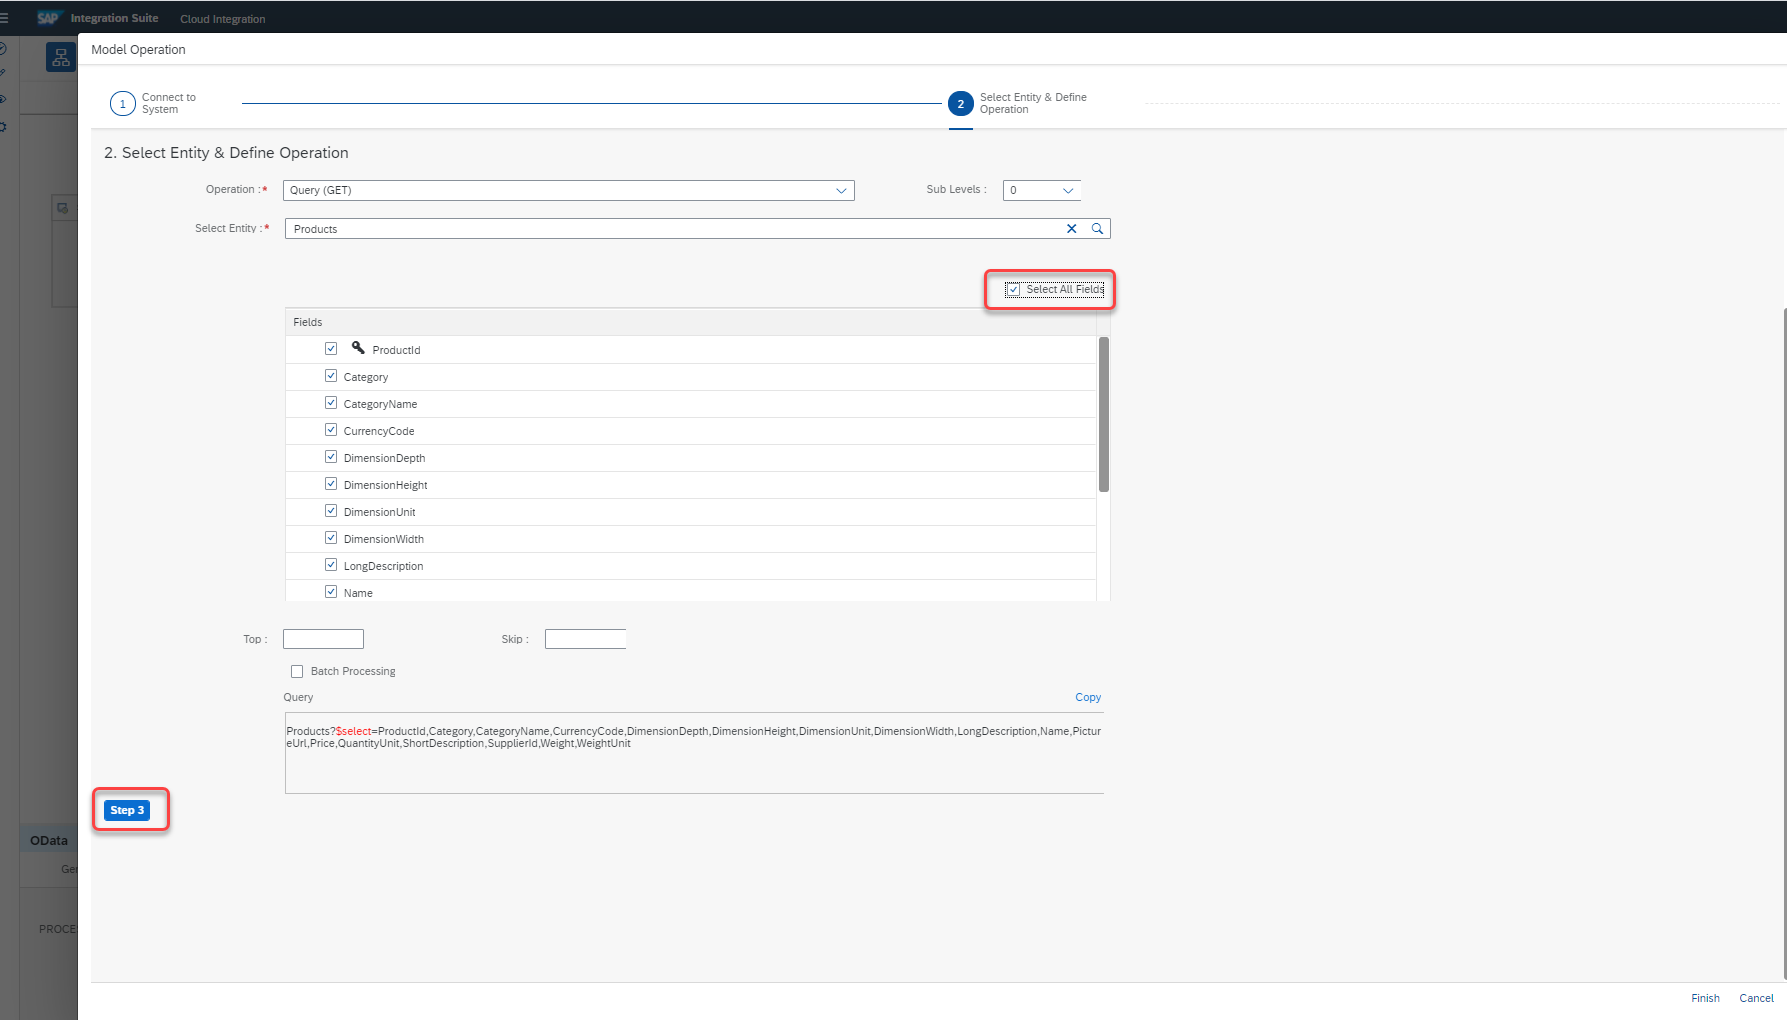 SAP Integration Suite Cloud Integration
Model Operation
1 Connect to
System
2 Select Entity & Define
Operation
2. Select Entity & Define Operation
Operation :* Query (GET) Sub Levels : 0
Select Entity :* Products
Select All Fields
Fields
ProductId
Category
CategoryName
CurrencyCode
DimensionDepth
DimensionHeight
DimensionUnit
DimensionWidth
LongDescription
Name
Top : Skip :
Batch Processing
Query Copy
Products?$select=ProductId,Category,CategoryName,CurrencyCode,DimensionDepth,DimensionHeight,DimensionUnit,DimensionWidth,LongDescription,Name,Pictur
eUrl,Price,QuantityUnit,ShortDescription,SupplierId,Weight,WeightUnit
Step 3
OData
Ge
PROCE
Finish Cancel